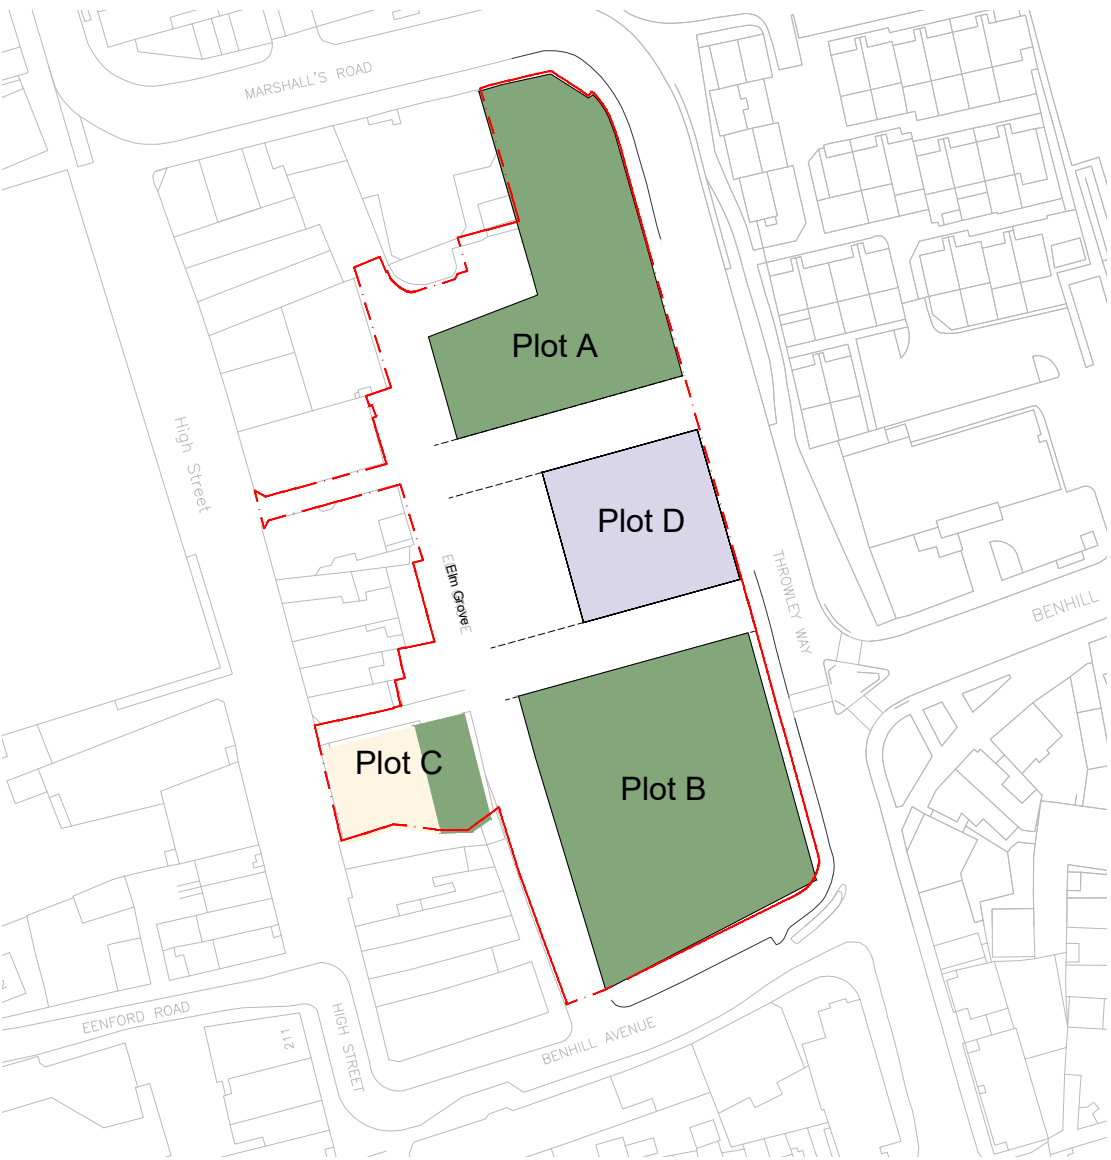 MARSHALL'S ROAD
Plot A
High Street
Plot D
Elm Grove
THROWLEY WAY
BENHILL
Plot C
Plot B
EENFORD ROAD
HIGH STREET
211
BENHILL AVENUE